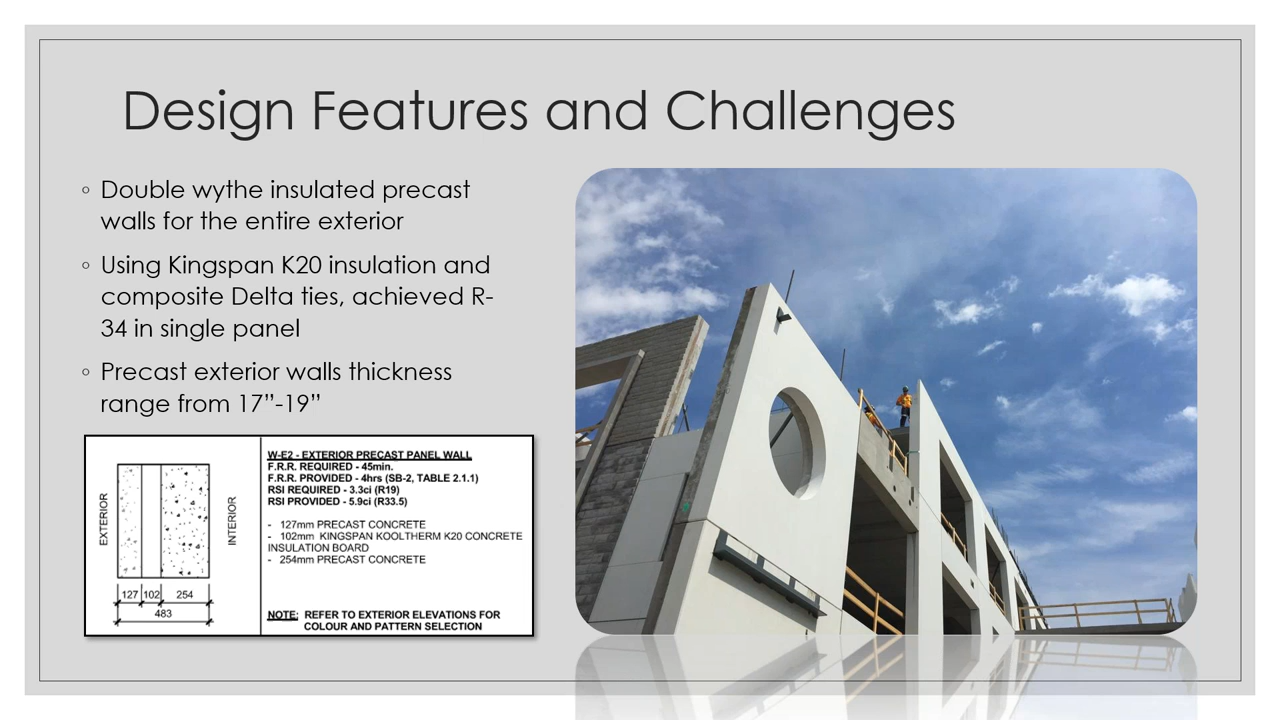 Design Features and Challenges
◦ Double wythe insulated precast
walls for the entire exterior
◦ Using Kingspan K20 insulation and
composite Delta ties, achieved R-
34 in single panel
◦ Precast exterior walls thickness
range from 17”-19”
EXTERIOR
INTERIOR
127 102 254
483
W-E2 - EXTERIOR PRECAST PANEL WALL
F.R.R. REQUIRED - 45min.
F.R.R. PROVIDED - 4hrs (SB-2, TABLE 2.1.1)
RSI REQUIRED - 3.3ci (R19)
RSI PROVIDED - 5.9ci (R33.5)
- 127mm PRECAST CONCRETE
- 102mm KINGSPAN KOOLTHERM K20 CONCRETE
INSULATION BOARD
- 254mm PRECAST CONCRETE
NOTE: REFER TO EXTERIOR ELEVATIONS FOR
COLOUR AND PATTERN SELECTION